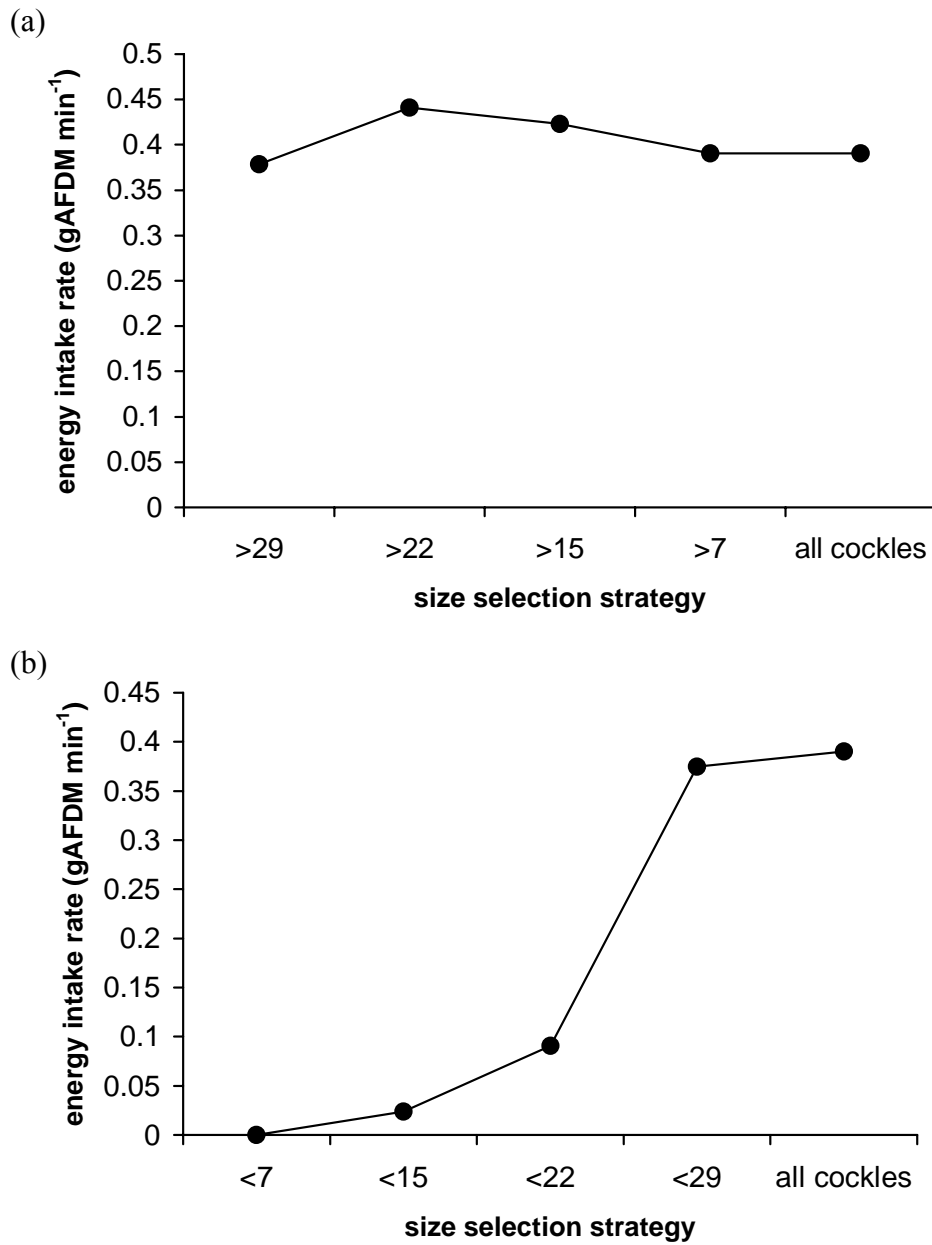 (a)
energy intake rate (gAFDM min-1)
0.5
0.45
0.4
0.35
0.3
0.25
0.2
0.15
0.1
0.05
0
>29 >22 >15 >7 all cockles
size selection strategy
(b)
energy intake rate (gAFDM min-1)
0.45
0.4
0.35
0.3
0.25
0.2
0.15
0.1
0.05
0
<7 <15 <22 <29 all cockles
size selection strategy